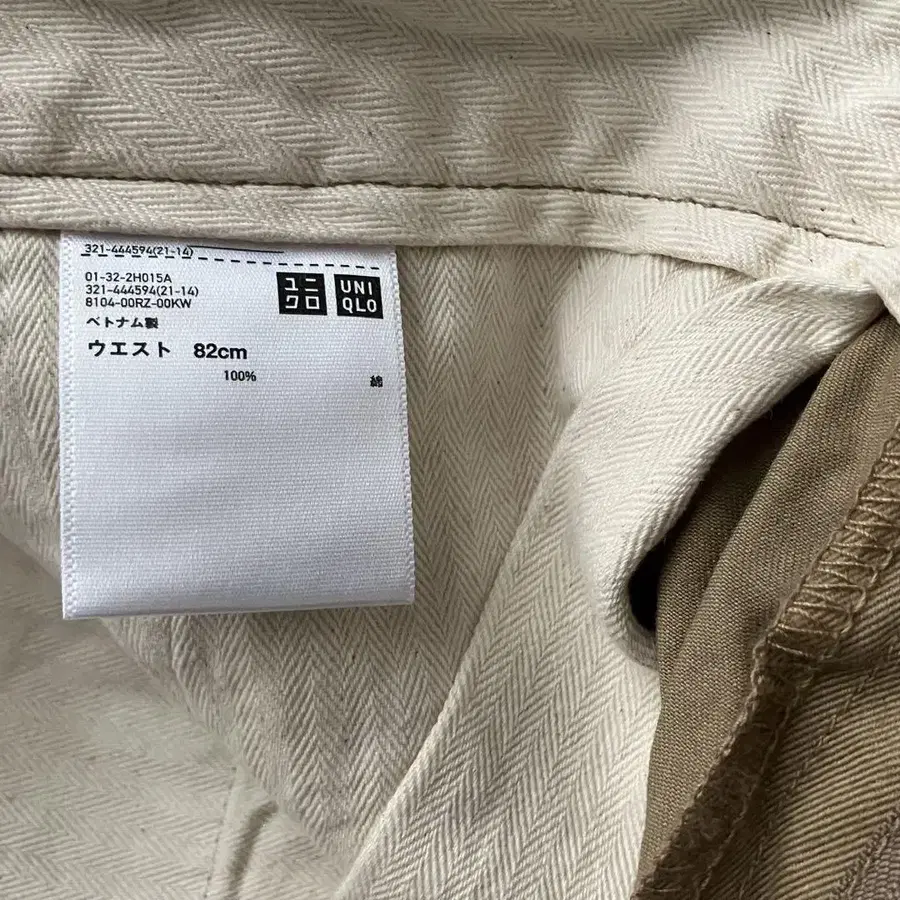 321-444594(21-14)
01-32-2H015A
321-444594(21-14)
8104-00RZ-00KW
ユニ
クロ
UNI
QLO
ベトナム製
ウエスト 82cm
100% 綿